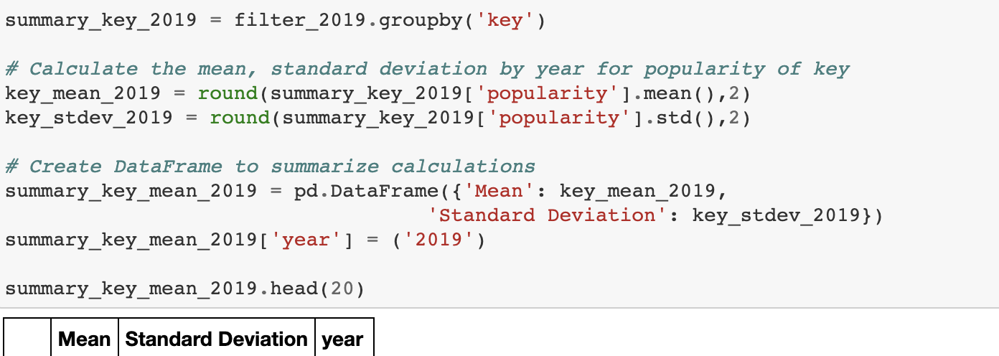 summary_key_2019 = filter_2019.groupby('key')
# Calculate the mean, standard deviation by year for popularity of key
key_mean_2019 = round(summary_key_2019['popularity'].mean(),2)
key_stdev_2019 = round(summary_key_2019['popularity'].std(),2)
# Create DataFrame to summarize calculations
summary_key_mean_2019 = pd.DataFrame({'Mean': key_mean_2019,
'Standard Deviation': key_stdev_2019})
summary_key_mean_2019['year'] = ('2019')
summary_key_mean_2019.head(20)
Mean Standard Deviation year